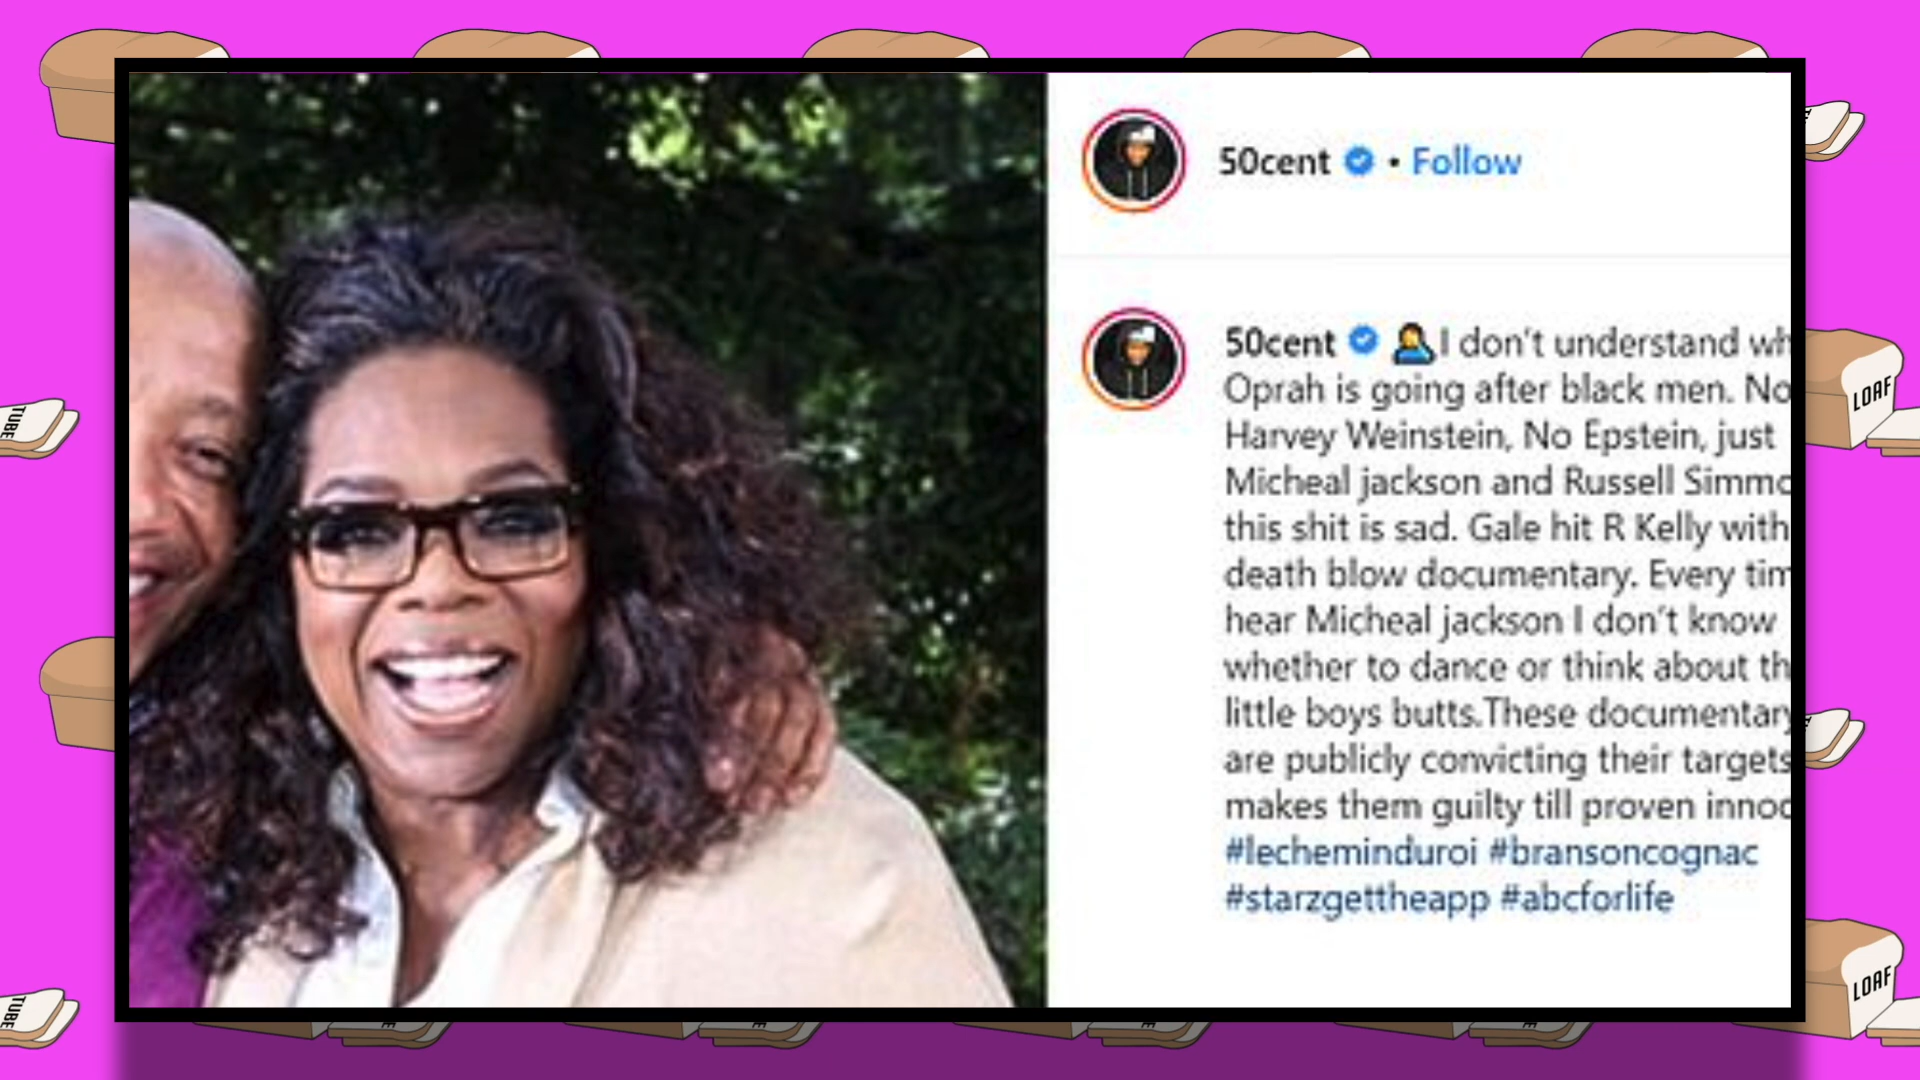 50cent • Follow
50cent I don't understand wh
Oprah is going after black men. No
Harvey Weinstein, No Epstein, just
Micheal jackson and Russell Simmo
this shit is sad. Gale hit R Kelly with
death blow documentary. Every tim
hear Micheal jackson I don't know
whether to dance or think about th
little boys butts.These documentary
are publicly convicting their targets
makes them guilty till proven innoc
#lecheminduroi #bransoncognac
#starzgettheapp #abcforlife
TUBE
LOAF
TUBE
LOAF